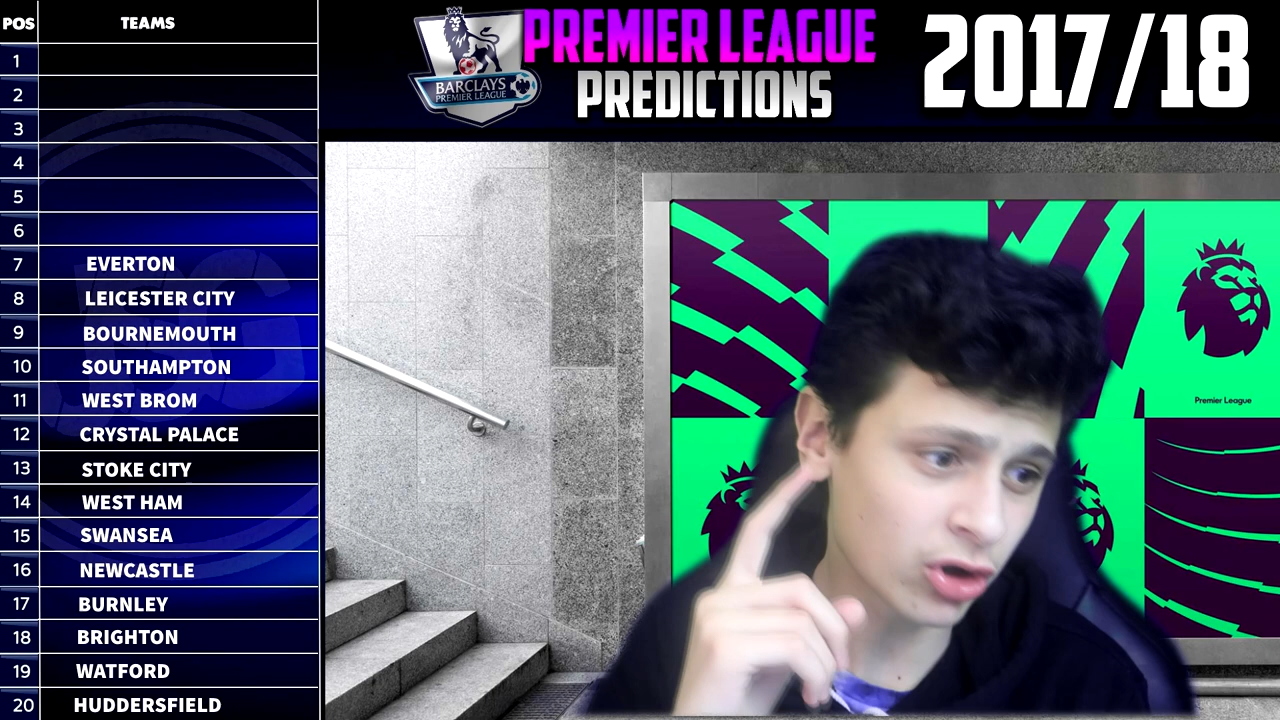 POS TEAMS
1
2
3
4
5
6
7 EVERTON
8 LEICESTER CITY
9 BOURNEMOUTH
10 SOUTHAMPTON
11 WEST BROM
12 CRYSTAL PALACE
13 STOKE CITY
14 WEST HAM
15 SWANSEA
16 NEWCASTLE
17 BURNLEY
18 BRIGHTON
19 WATFORD
20 HUDDERSFIELD
BARCLAYS
PREMIER LEAGUE
PREMIER LEAGUE
PREDICTIONS
2017/18
Premier League